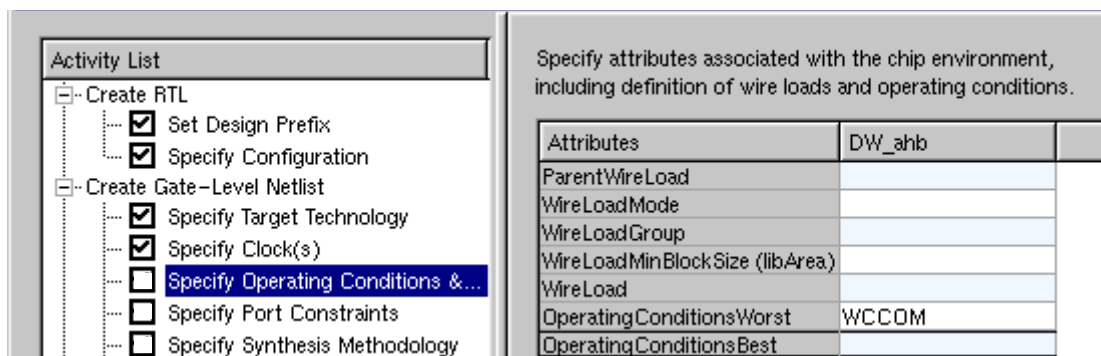 Activity List
Create RTL
Set Design Prefix
Specify Configuration
Create Gate-Level Netlist
Specify Target Technology
Specify Clock(s)
Specify Operating Conditions &...
Specify Port Constraints
Specify Synthesis Methodology
Specify attributes associated with the chip environment,
including definition of wire loads and operating conditions.
Attributes DW_ahb
ParentWireLoad
WireLoadMode
WireLoadGroup
WireLoadMinBlockSize (libArea)
WireLoad
OperatingConditionsWorst WCCOM
OperatingConditionsBest